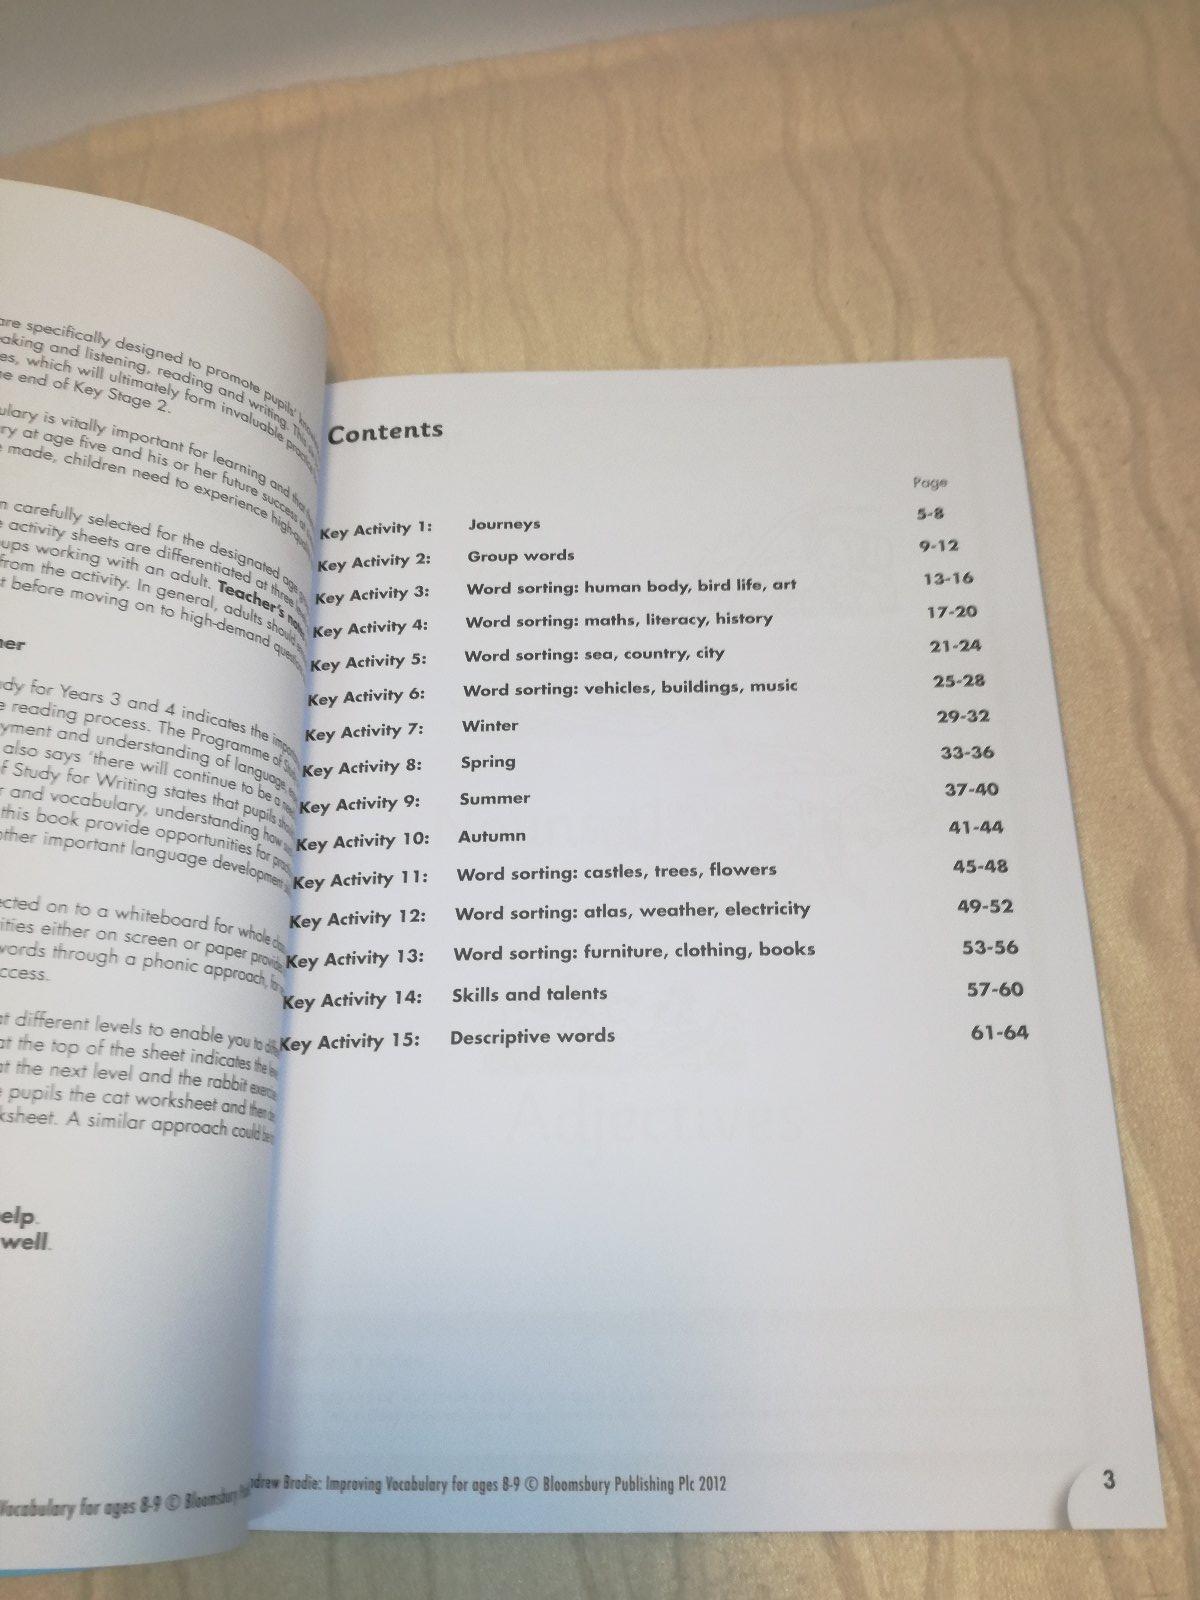 are specifically designed to promote pupils'
and listening, reading and writing. This
which will ultimately form invaluable practice
end of Key Stage 2.
is vitally important for learning and that
at age five and his or her future success at
made, children need to experience high-quality
carefully selected for the designated age
activity sheets are differentiated at three
working with an adult. Teacher's notes
from the activity. In general, adults should
before moving on to high-demand questions
for Years 3 and 4 indicates the
reading process. The Programme of
and understanding of language,
also says 'there will continue to be a
Study for Writing states that pupils should
and vocabulary, understanding how
this book provide opportunities for
other important language development
on to a whiteboard for whole class
either on screen or paper provide
words through a phonic approach, for
different levels to enable you to
at the top of the sheet indicates the
at the next level and the rabbit exercise
pupils the cat worksheet and then
A similar approach could be
well.
Vocabulary for ages 8-9 © Bloomsbury
Contents
Page
Key Activity 1: Journeys 5-8
Key Activity 2: Group words 9-12
Key Activity 3: Word sorting: human body, bird life, art 13-16
Key Activity 4: Word sorting: maths, literacy, history 17-20
Key Activity 5: Word sorting: sea, country, city 21-24
Key Activity 6: Word sorting: vehicles, buildings, music 25-28
Key Activity 7: Winter 29-32
Key Activity 8: Spring 33-36
Key Activity 9: Summer 37-40
Key Activity 10: Autumn 41-44
Key Activity 11: Word sorting: castles, trees, flowers 45-48
Key Activity 12: Word sorting: atlas, weather, electricity 49-52
Key Activity 13: Word sorting: furniture, clothing, books 53-56
Key Activity 14: Skills and talents 57-60
Key Activity 15: Descriptive words 61-64
Brodie: Improving Vocabulary for ages 8-9 © Bloomsbury Publishing Plc 2012
3